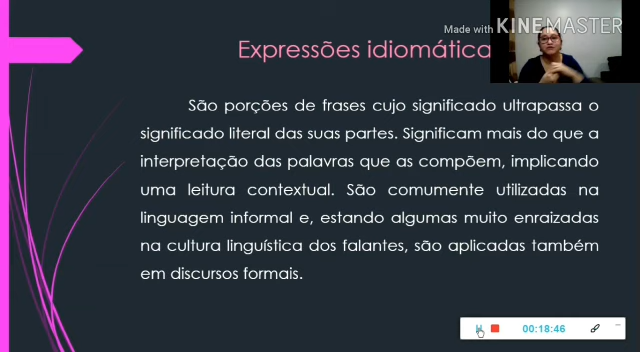 Made with KINEMASTER
Expressões idiomática
São porções de frases cujo significado ultrapassa o
significado literal das suas partes. Significam mais do que a
interpretação das palavras que as compõem, implicando
uma leitura contextual. São comumente utilizadas na
linguagem informal e, estando algumas muito enraizadas
na cultura linguística dos falantes, são aplicadas também
em discursos formais.
00:18:46